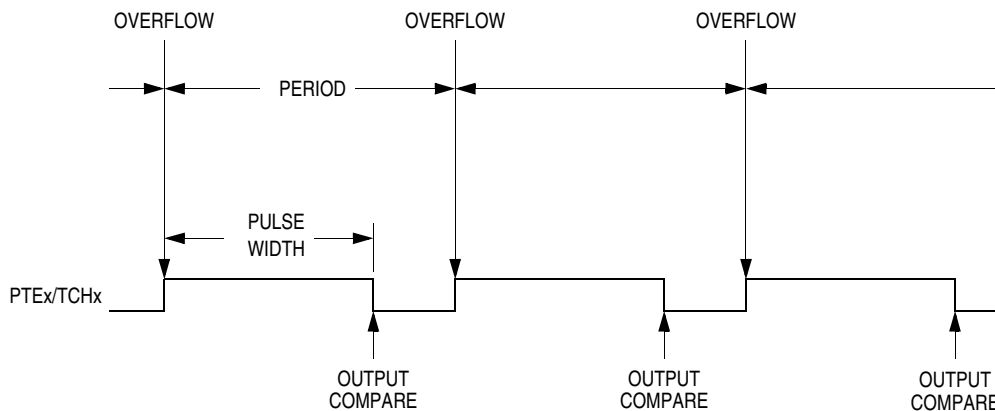 OVERFLOW
OVERFLOW
OVERFLOW
PERIOD
PULSE
WIDTH
PTEx/TCHx
OUTPUT
COMPARE
OUTPUT
COMPARE
OUTPUT
COMPARE